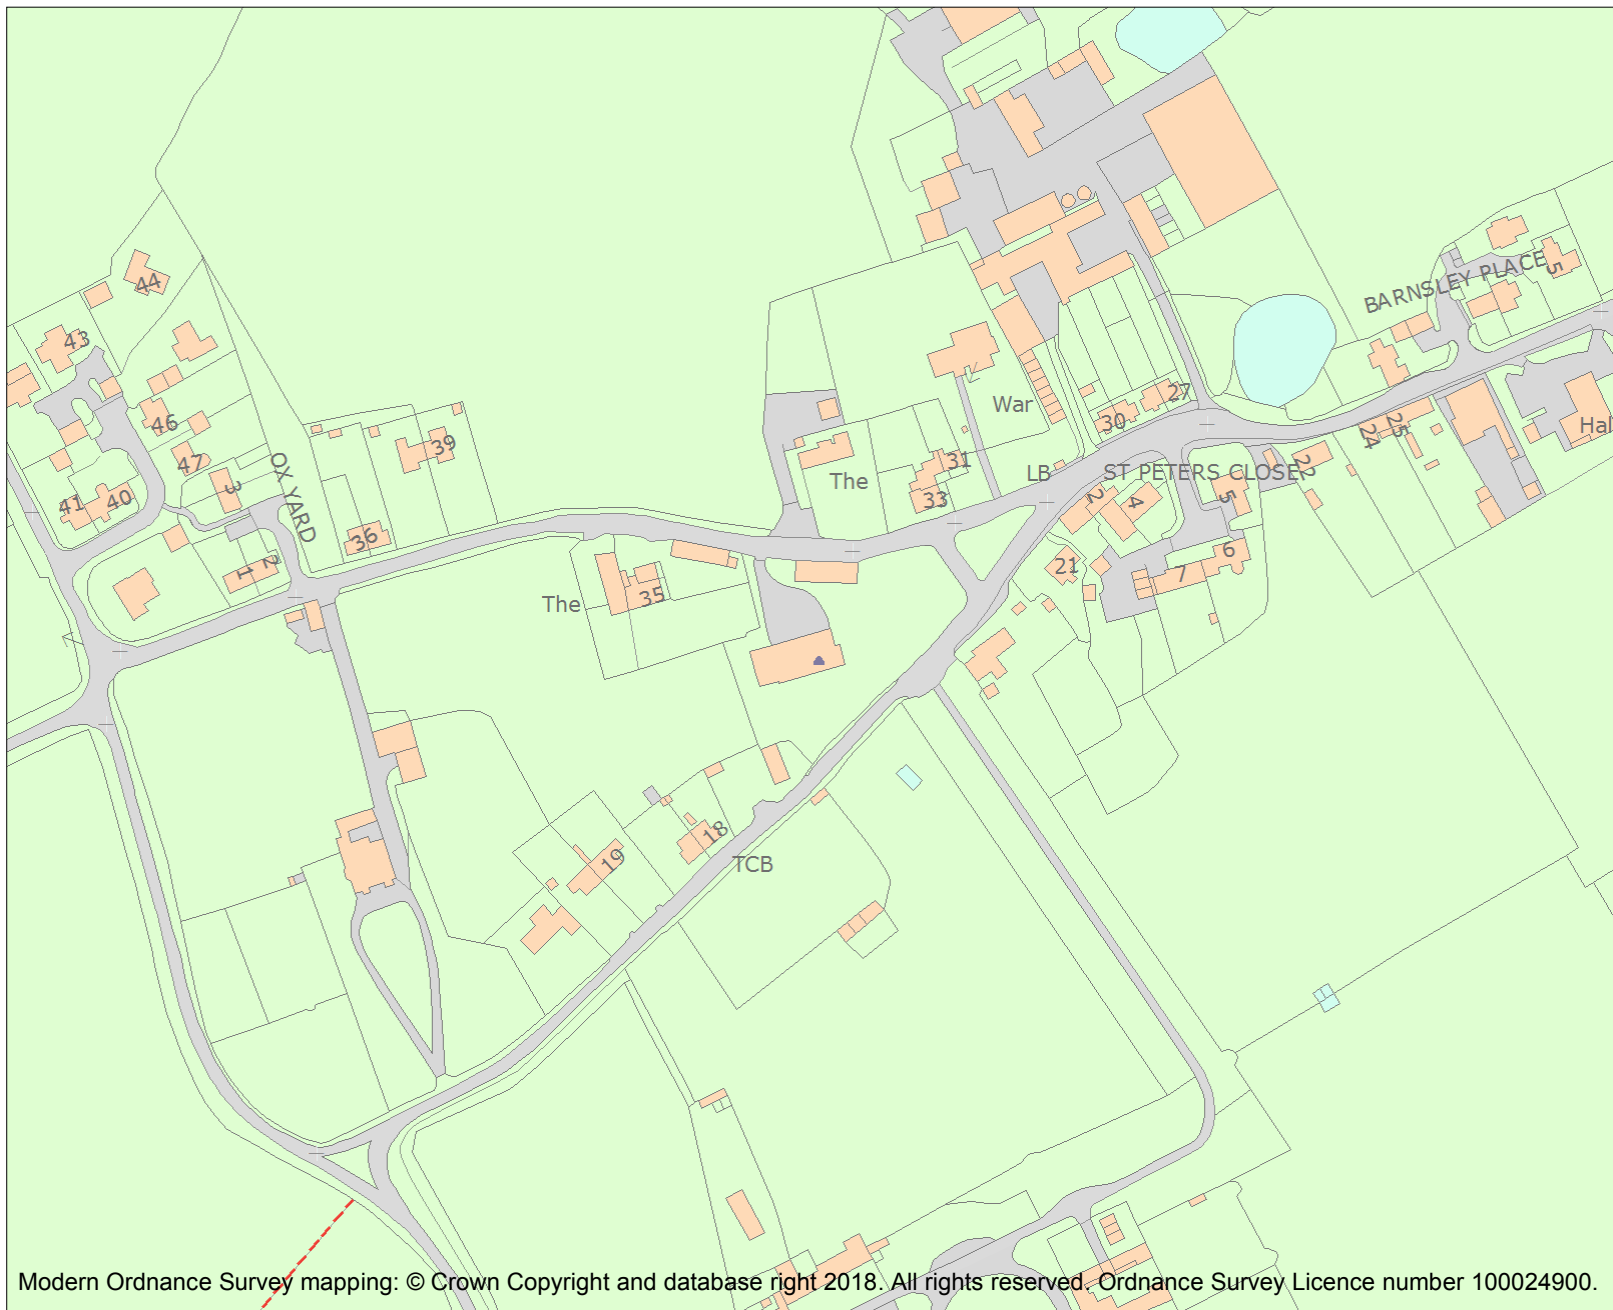 BARNSLEY PLACE
5
44
43
46
47
3
41
40
OX YARD
39
36
1
2
War
The
31
33
30
27
LB
ST PETERS CLOSE
2
4
5
22
24
25
Hal
21
6
7
The
35
18
19
TCB
Modern Ordnance Survey mapping: © Crown Copyright and database right 2018. All rights reserved. Ordnance Survey Licence number 100024900.